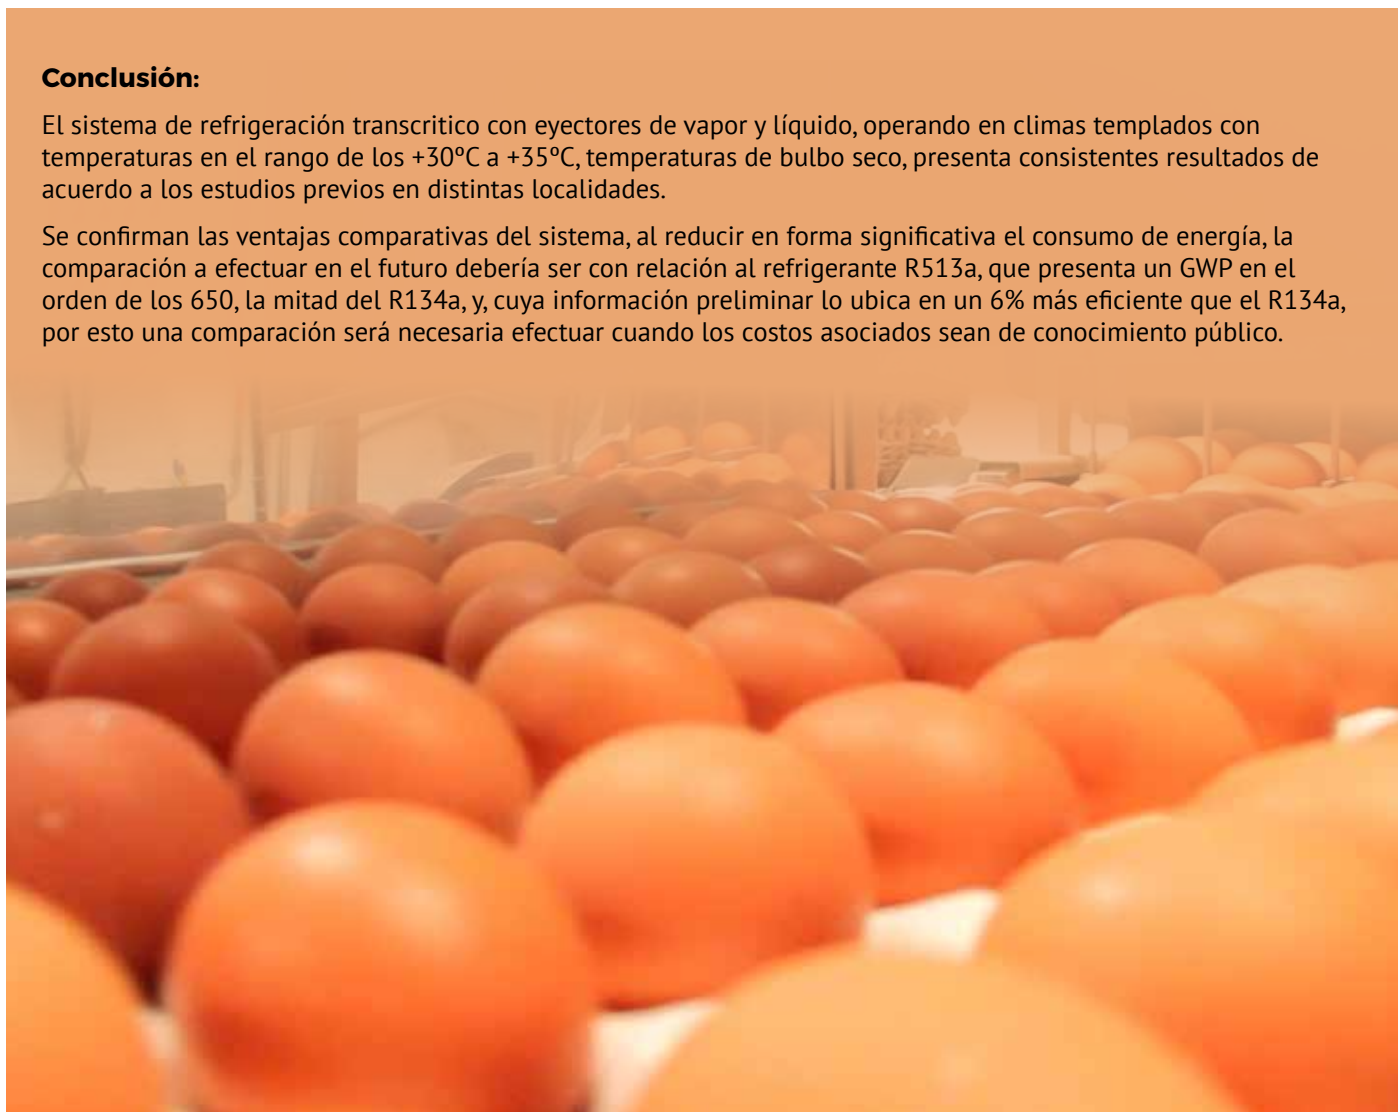 Conclusión:
El sistema de refrigeración transcritico con eyectores de vapor y líquido, operando en climas templados con
temperaturas en el rango de los +30ºC a +35ºC, temperaturas de bulbo seco, presenta consistentes resultados de
acuerdo a los estudios previos en distintas localidades.
Se confirman las ventajas comparativas del sistema, al reducir en forma significativa el consumo de energía, la
comparación a efectuar en el futuro debería ser con relación al refrigerante R513a, que presenta un GWP en el
orden de los 650, la mitad del R134a, y, cuya información preliminar lo ubica en un 6% más eficiente que el R134a,
por esto una comparación será necesaria efectuar cuando los costos asociados sean de conocimiento público.